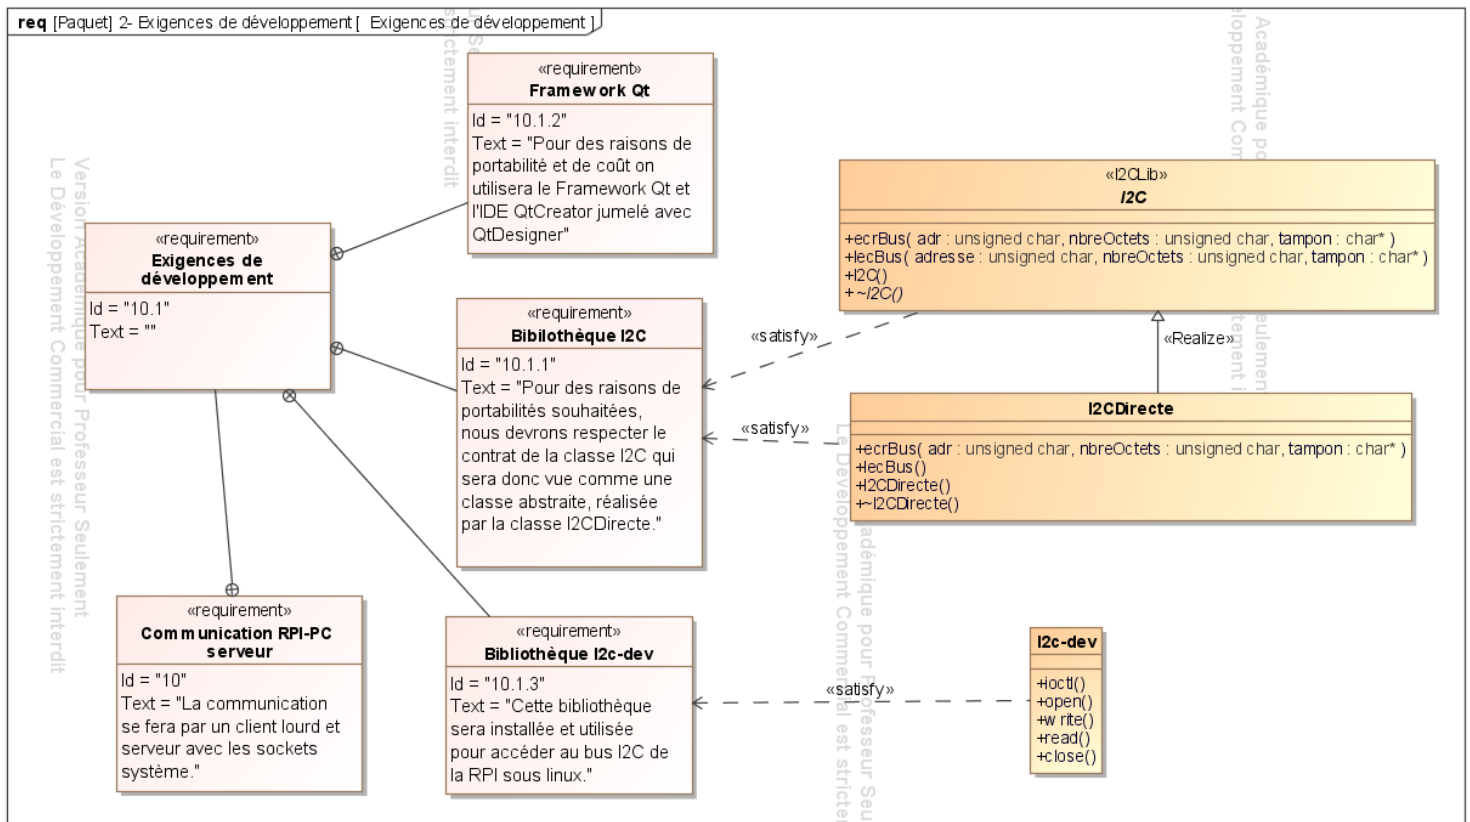 req [Paquet] 2- Exigences de développement [ Exigences de développement ]
«requirement»
Framework Qt
Id = "10.1.2"
Text = "Pour des raisons de
portabilité et de coût on
utilisera le Framework Qt et
l'IDE QtCreator jumelé avec
QtDesigner"
«requirement»
Exigences de
développement
Id = "10.1"
Text = ""
«requirement»
Bibilothèque I2C
Id = "10.1.1"
Text = "Pour des raisons de
portabilités souhaitées,
nous devrons respecter le
contrat de la classe I2C qui
sera donc vue comme une
classe abstraite, réalisée
par la classe I2CDirecte."
«I2CLib»
I2C
+ecrBus( adr : unsigned char, nbreOctets : unsigned char, tampon : char* )
+lecBus( adresse : unsigned char, nbreOctets : unsigned char, tampon : char* )
+I2C()
+~I2C()
«satisfy»
«Realize»
«satisfy»
I2CDirecte
+ecrBus( adr : unsigned char, nbreOctets : unsigned char, tampon : char* )
+lecBus()
+I2CDirecte()
+~I2CDirecte()
«requirement»
Communication RPI-PC
serveur
Id = "10"
Text = "La communication
se fera par un client lourd et
serveur avec les sockets
système."
«requirement»
Bibliothèque I2c-dev
Id = "10.1.3"
Text = "Cette bibliothèque
sera installée et utilisée
pour accéder au bus I2C de
la RPI sous linux."
«satisfy»
I2c-dev
+ioctl()
+open()
+write()
+read()
+close()
Version Académique pour Professeur Seulement
Le Développement Commercial est strictement interdit